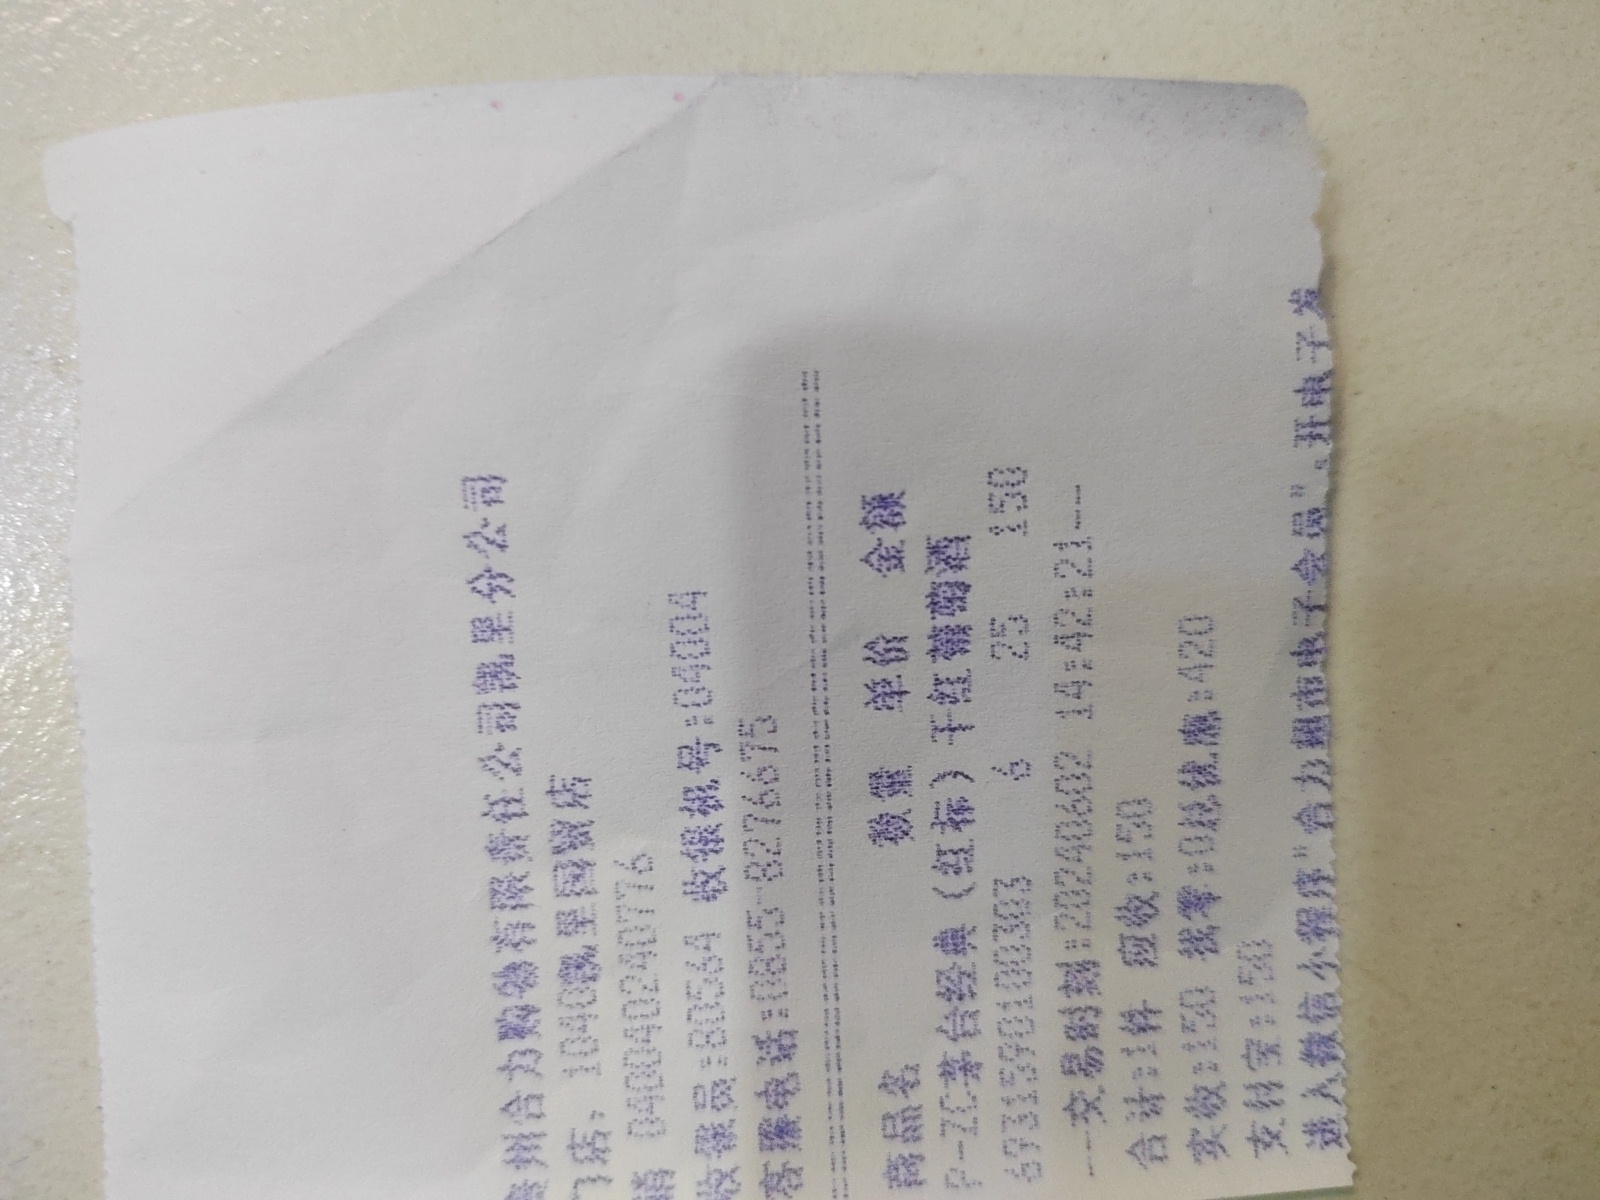 州合力购物有限责任公司凯里分公司
门店: 1040凯里国贸店
销 040040240776
收银员:80564 收银机号:04004
客服电话:0855-8276675
商品名 数量 单价 金额
P-ZC茅台经典(红标)干红葡萄酒
6931590100303 6 25 150
---交易时刻:20240602 14:42:21---
合计:1件 应收:150
实收:150 找零:0总优惠:420
支付宝:150
进入微信小程序"合力超市电子会员",开电子发